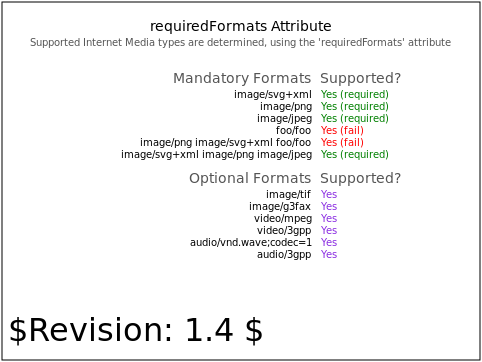 requiredFormats Attribute
Supported Internet Media types are determined, using the 'requiredFormats' attribute
Mandatory Formats Supported?
image/svg+xml Yes (required)
image/png Yes (required)
image/jpeg Yes (required)
foo/foo Yes (fail)
image/png image/svg+xml foo/foo Yes (fail)
image/svg+xml image/png image/jpeg Yes (required)
Optional Formats Supported?
image/tif Yes
image/g3fax Yes
video/mpeg Yes
video/3gpp Yes
audio/vnd.wave;codec=1 Yes
audio/3gpp Yes
$Revision: 1.4 $